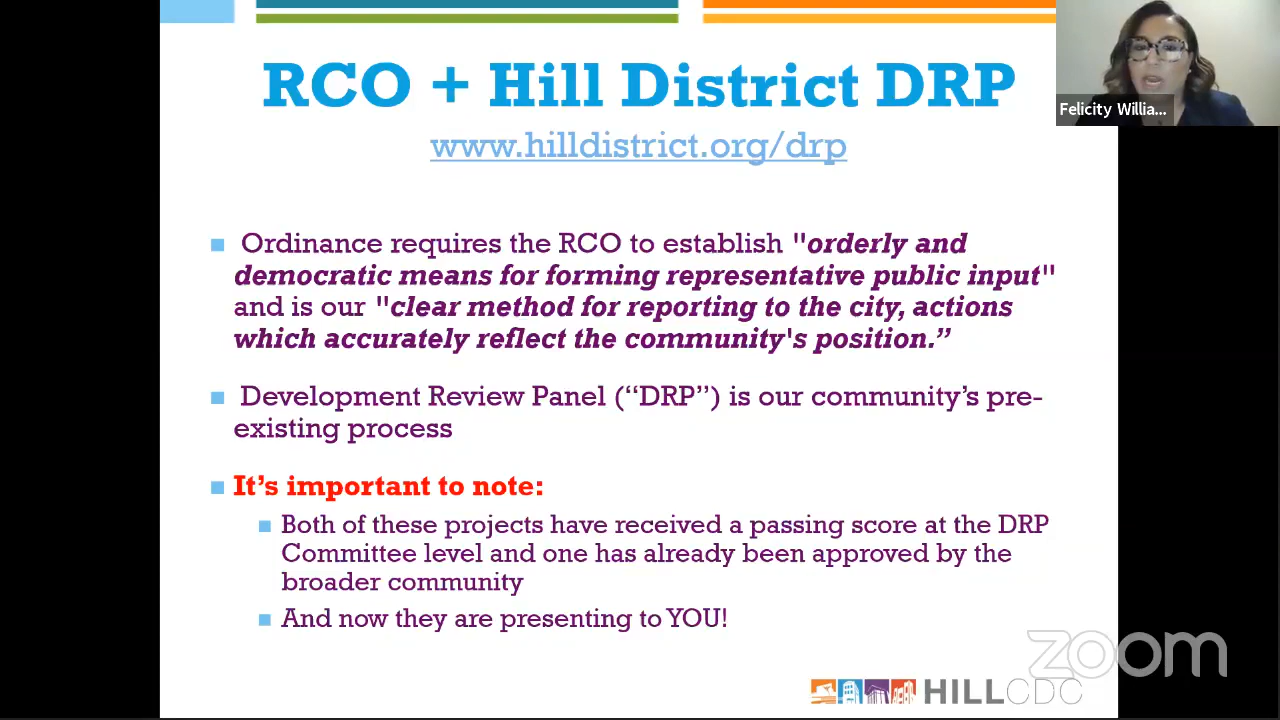 RCO + Hill District DRP
www.hilldistrict.org/drp
Felicity Willia...
Ordinance requires the RCO to establish "orderly and
democratic means for forming representative public input"
and is our "clear method for reporting to the city, actions
which accurately reflect the community's position.”
Development Review Panel (“DRP”) is our community’s pre-
existing process
It’s important to note:
Both of these projects have received a passing score at the DRP
Committee level and one has already been approved by the
broader community
And now they are presenting to YOU!
zoom
HILLCDC